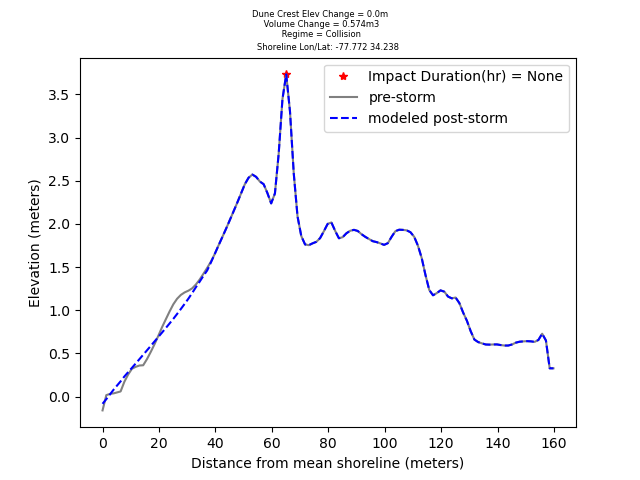 Dune Crest Elev Change = 0.0m
Volume Change = 0.574m3
Regime = Collision
Shoreline Lon/Lat: -77.772 34.238
Impact Duration(hr) = None
pre-storm
modeled post-storm
3.5
3.0
2.5
2.0
1.5
1.0
0.5
0.0
Elevation (meters)
0 20 40 60 80 100 120 140 160
Distance from mean shoreline (meters)